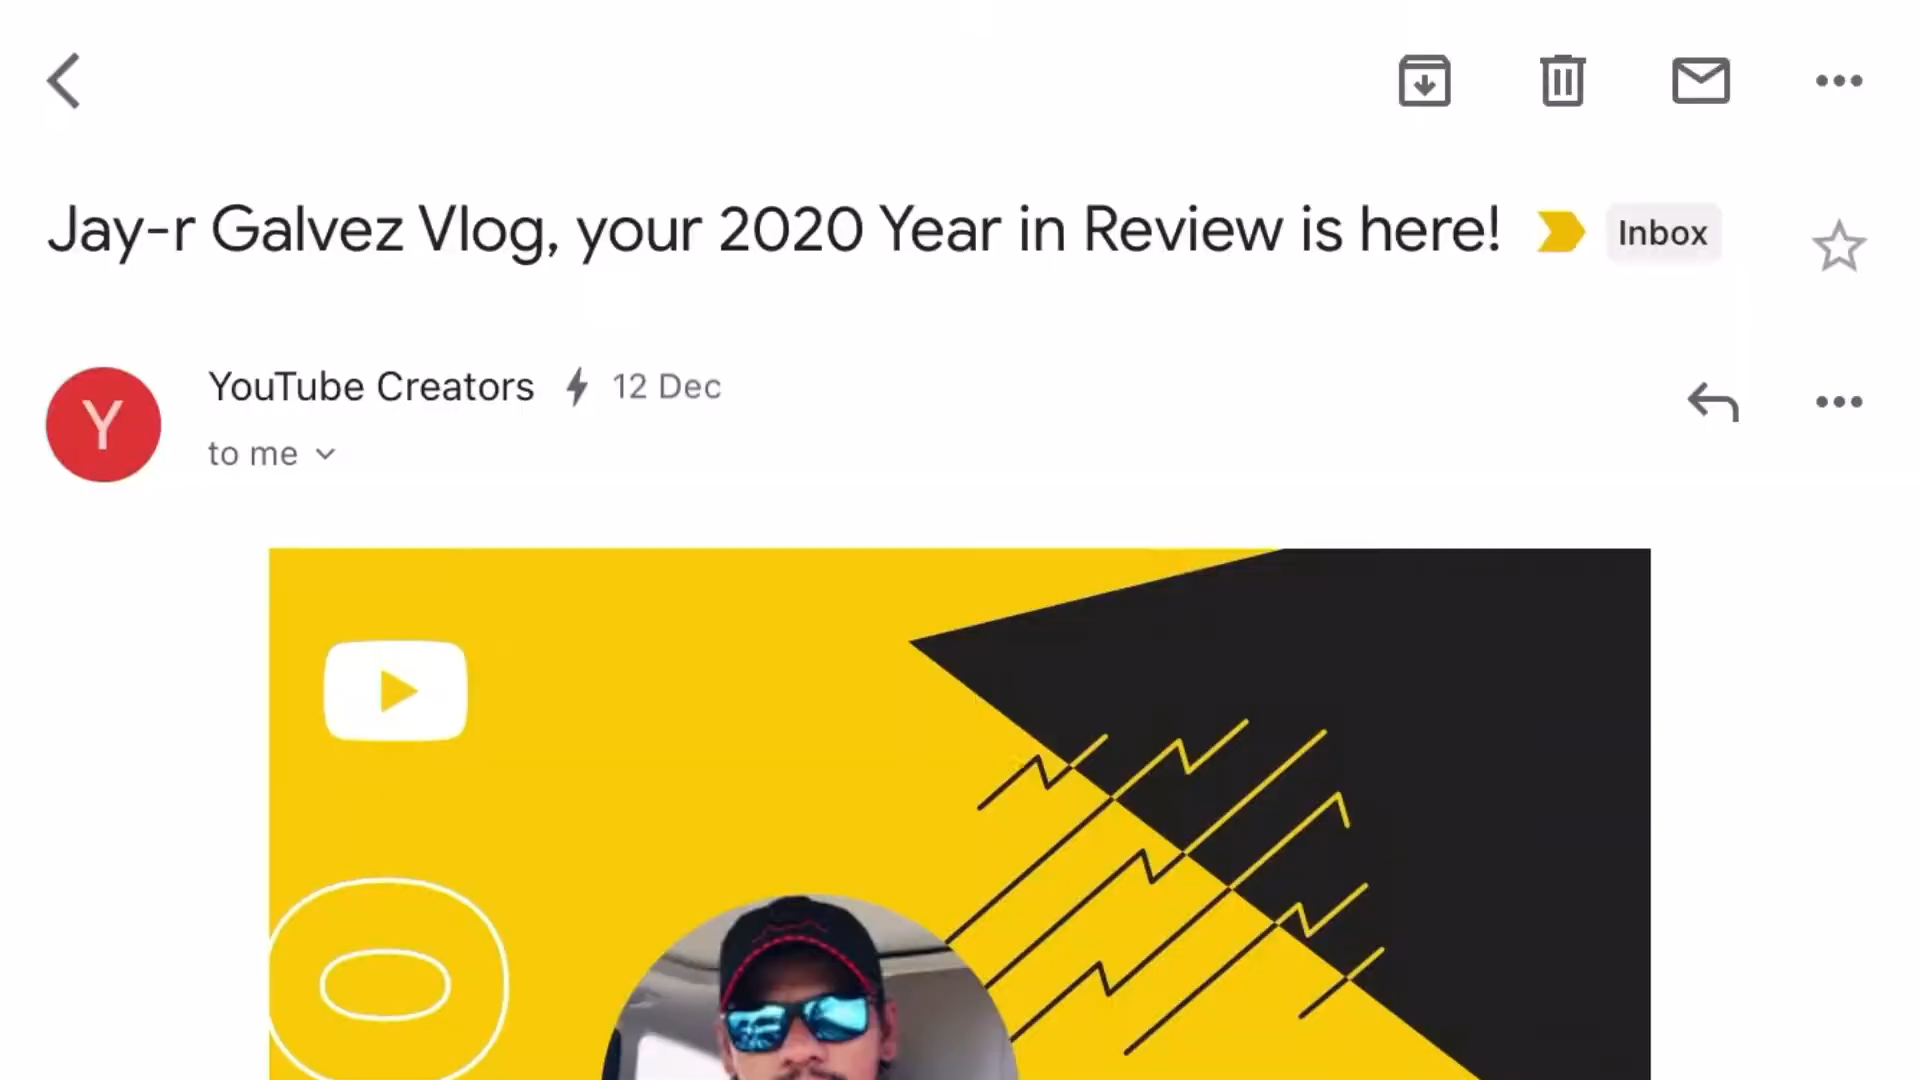 Jay-r Galvez Vlog, your 2020 Year in Review is here! Inbox
YouTube Creators 12 Dec
Y
to me